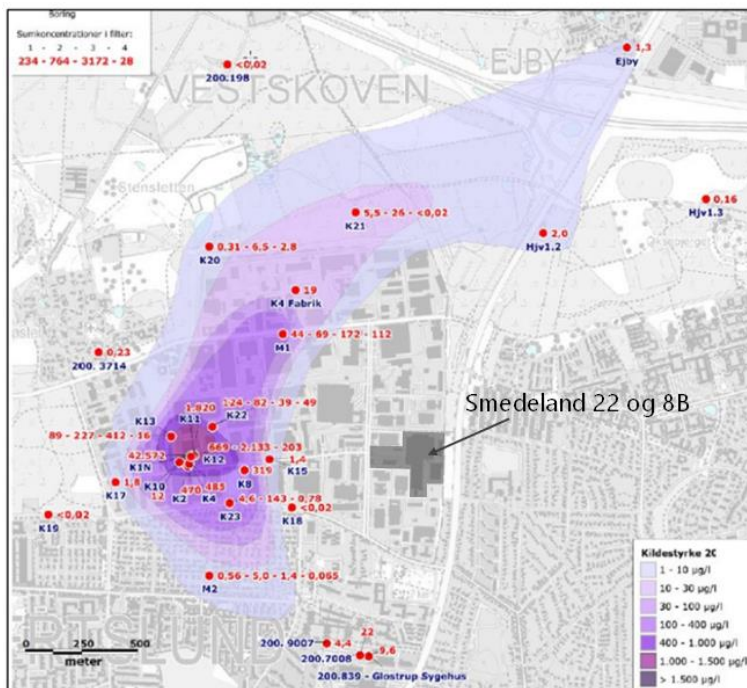 Boring
Sumkoncentrationer i filter:
1 - 2 - 3 - 4
234 - 764 - 3172 - 28
<0,02
200.198
VESTSKOVEN
EJBY
1,3
Ejby
Stensletten
5,5 - 26 - <0,02
K21
0,16
Hjv1.3
2,0
Hjv1.2
0.31 - 6,5 - 2,8
K20
19
K4 Fabrik
44 - 69 - 172 - 112
M1
0,23
200. 3714
Smedeland 22 og 8B
1.820
124 - 82 - 39 - 49
K13
K11
K22
89 - 227 - 412 - 16
669 - 2.133 - 203
42.572
K12
1,4
K1N
319
K15
K10
K8
1,8
K17
470
485
12
K2
K4
4,6 - 143 - 0,78
K23
<0,02
K18
<0,02
K19
0,56 - 5,0 - 1,4 - 0,065
M2
Kildestyrke 20
1 - 10 µg/l
10 - 30 µg/l
30 - 100 µg/l
100 - 400 µg/l
400 - 1.000 µg/l
1.000 - 1.500 µg/l
> 1.500 µg/l
22
200. 9007
4,4
9,6
200.7008
200.839 - Glostrup Sygehus
0 250 500
meter